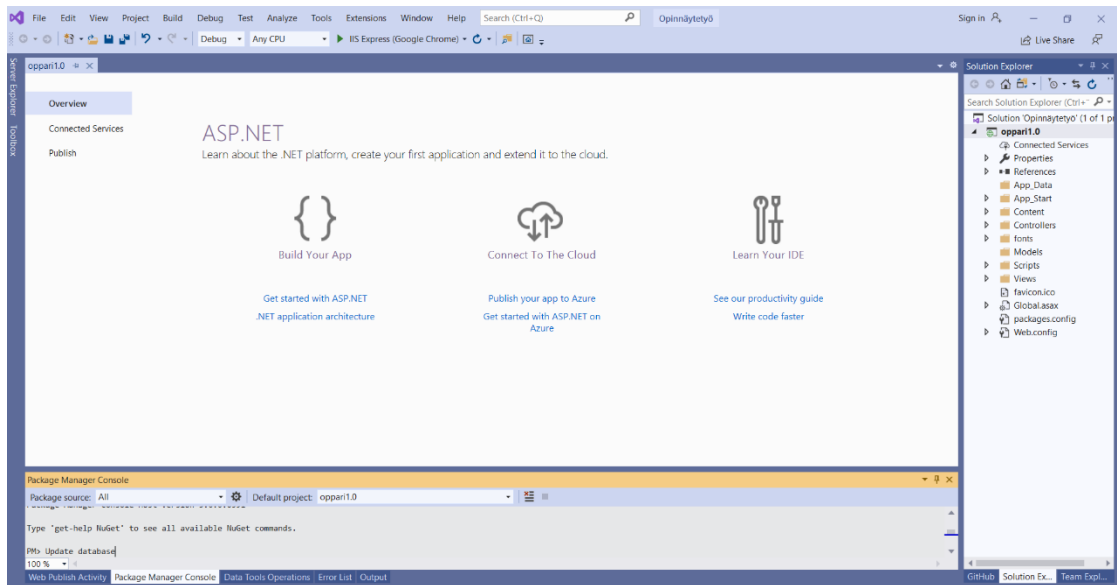 File Edit View Project Build Debug Test Analyze Tools Extensions Window Help Search (Ctrl+Q) Opinnäytetyö Sign in
Debug Any CPU IIS Express (Google Chrome) Live Share
Server Explorer
Toolbox
oppari1.0
Overview
Connected Services
Publish
ASP.NET
Learn about the .NET platform, create your first application and extend it to the cloud.
Build Your App
Get started with ASP.NET
.NET application architecture
Connect To The Cloud
Publish your app to Azure
Get started with ASP.NET on
Azure
Learn Your IDE
See our productivity guide
Write code faster
Solution Explorer
Search Solution Explorer (Ctrl+
Solution 'Opinnäytetyö' (1 of 1 pr
oppari1.0
Connected Services
Properties
References
App_Data
App_Start
Content
Controllers
fonts
Models
Scripts
Views
favicon.ico
Global.asax
packages.config
Web.config
Package Manager Console
Package source: All Default project: oppari1.0
Type 'get-help NuGet' to see all available NuGet commands.
PM> Update database
100 %
Web Publish Activity Package Manager Console Data Tools Operations Error List Output
GitHub Solution Ex... Team Expl...